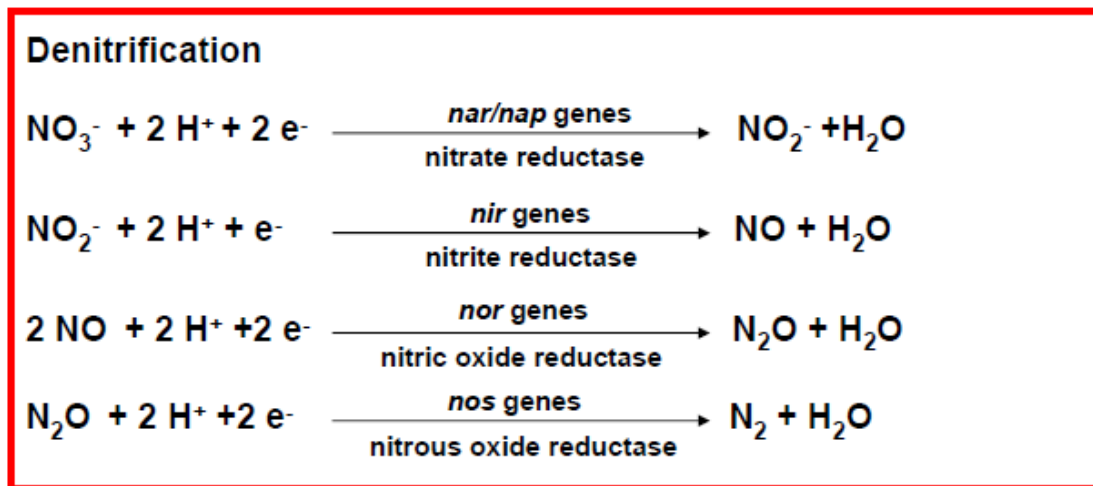 Denitrification
nar/nap genes
NO₃⁻ + 2 H⁺ + 2 e⁻ NO₂⁻ +H₂O
nitrate reductase
nir genes
NO₂⁻ + 2 H⁺ + e⁻ NO + H₂O
nitrite reductase
nor genes
2 NO + 2 H⁺ +2 e⁻ N₂O + H₂O
nitric oxide reductase
nos genes
N₂O + 2 H⁺ +2 e⁻ N₂ + H₂O
nitrous oxide reductase